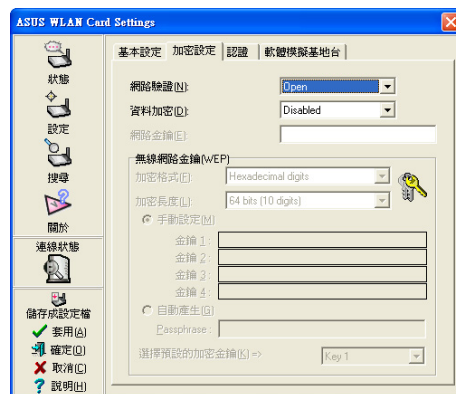 ASUS WLAN Card Settings
狀態
設定
搜尋
關於
連線狀態
儲存成設定檔
套用(A)
確定(O)
取消(C)
說明(H)
基本設定 加密設定 認證 軟體模擬基地台
網路驗證(N): Open
資料加密(D): Disabled
網路金鑰(E)
無線網路金鑰(WEP)
加密格式(F): Hexadecimal digits
加密長度(L): 64 bits (10 digits)
手動設定(M)
金鑰 1:
金鑰 2:
金鑰 3:
金鑰 4:
自動產生(G)
Passphrase:
選擇預設的加密金鑰(K) => Key 1